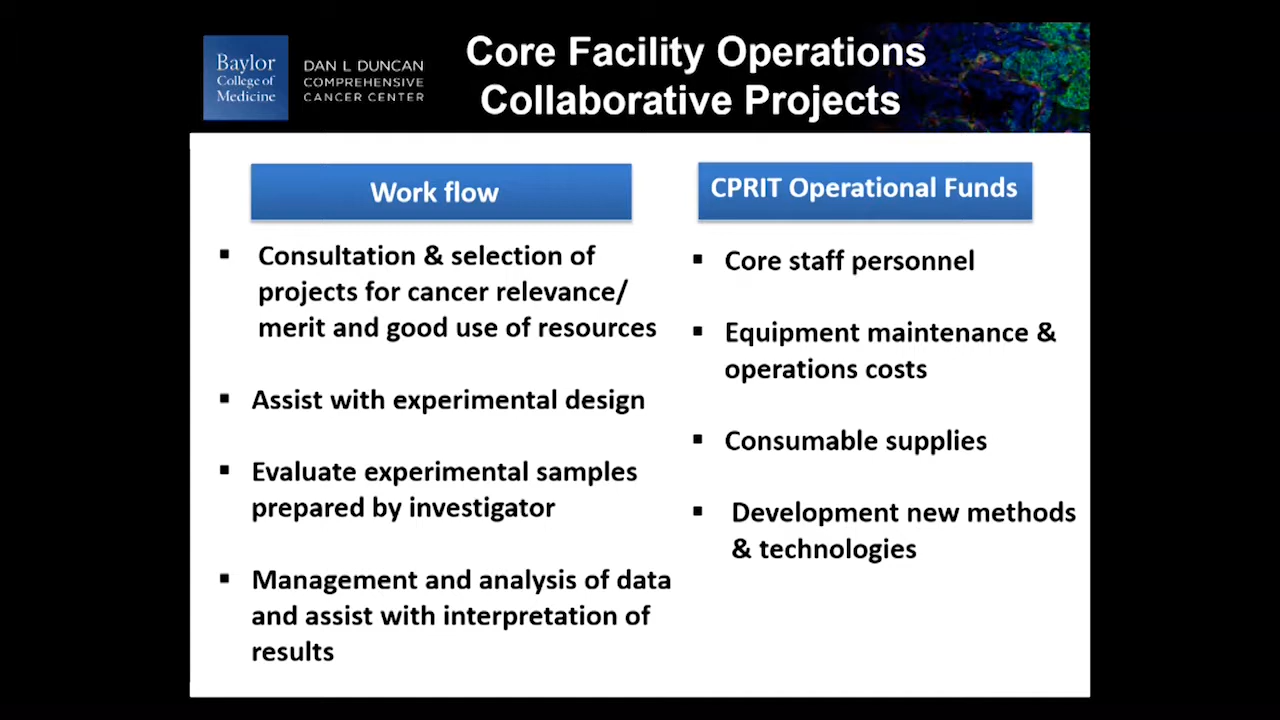 Baylor
College of
Medicine
DAN L DUNCAN
COMPREHENSIVE
CANCER CENTER
Core Facility Operations
Collaborative Projects
Work flow
▪ Consultation & selection of
projects for cancer relevance/
merit and good use of resources
▪ Assist with experimental design
▪ Evaluate experimental samples
prepared by investigator
▪ Management and analysis of data
and assist with interpretation of
results
CPRIT Operational Funds
▪ Core staff personnel
▪ Equipment maintenance &
operations costs
▪ Consumable supplies
▪ Development new methods
& technologies